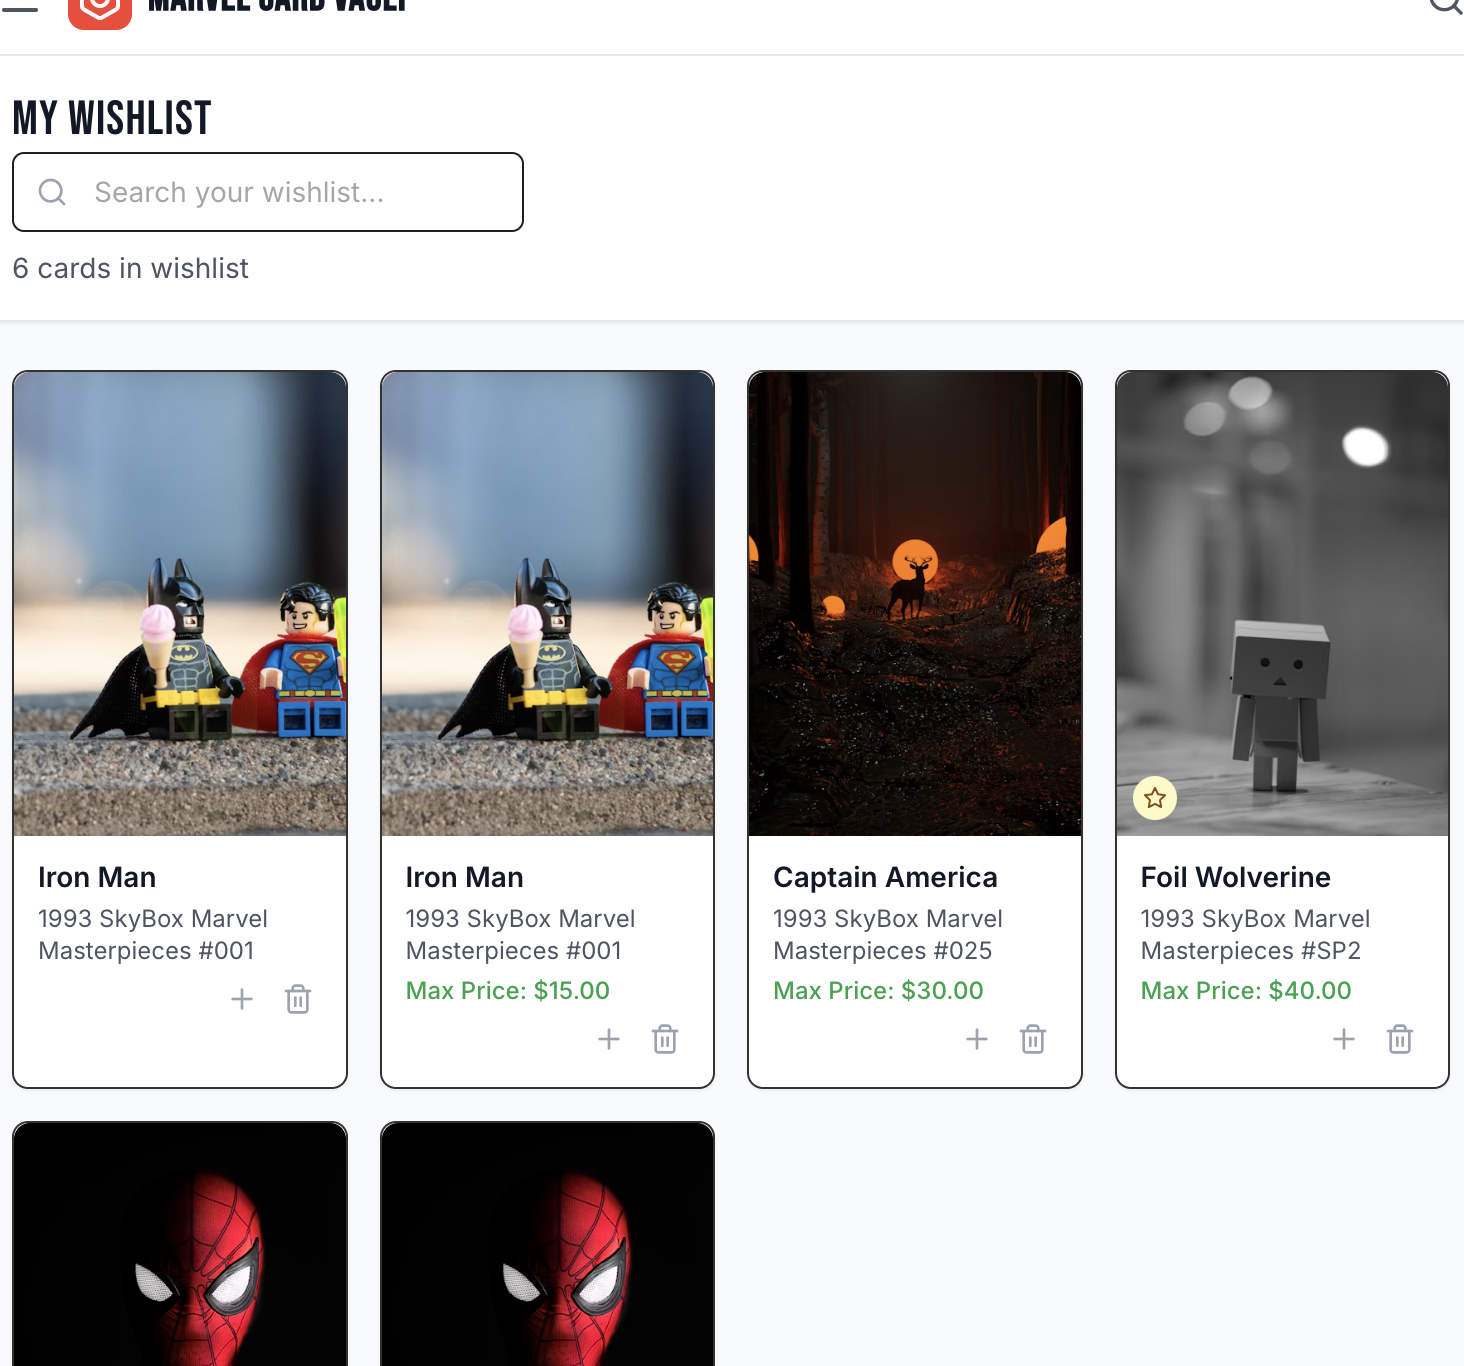 MARVEL CARD VAULT
MY WISHLIST
Search your wishlist...
6 cards in wishlist
Iron Man
1993 SkyBox Marvel
Masterpieces #001
Iron Man
1993 SkyBox Marvel
Masterpieces #001
Max Price: $15.00
Captain America
1993 SkyBox Marvel
Masterpieces #025
Max Price: $30.00
Foil Wolverine
1993 SkyBox Marvel
Masterpieces #SP2
Max Price: $40.00